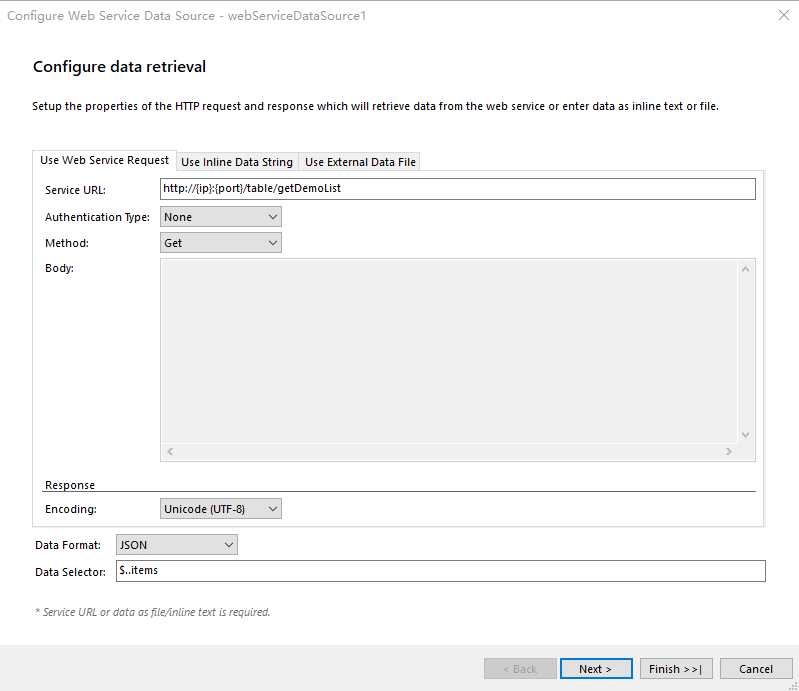 Configure Web Service Data Source - webServiceDataSource1
Configure data retrieval
Setup the properties of the HTTP request and response which will retrieve data from the web service or enter data as inline text or file.
Use Web Service Request Use Inline Data String Use External Data File
Service URL: http://{ip}:{port}/table/getDemoList
Authentication Type: None
Method: Get
Body:
Response
Encoding: Unicode (UTF-8)
Data Format: JSON
Data Selector: $..items
* Service URL or data as file/inline text is required.
< Back Next > Finish >>| Cancel